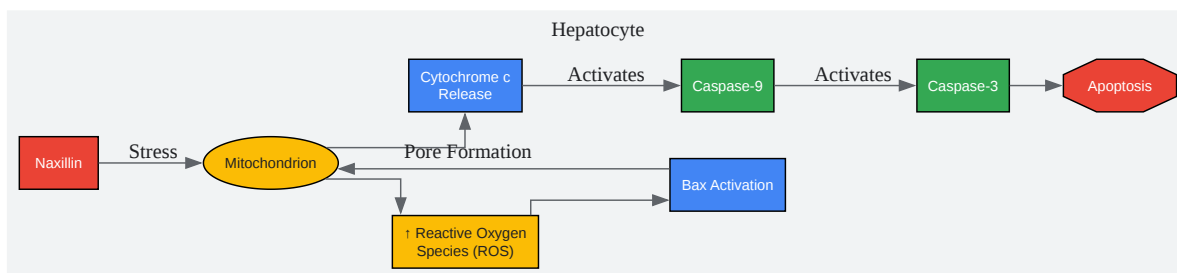 Hepatocyte
Cytochrome c
Release
Activates
Caspase-9
Activates
Caspase-3
Apoptosis
Naxillin
Stress
Mitochondrion
Pore Formation
Bax Activation
↑ Reactive Oxygen
Species (ROS)